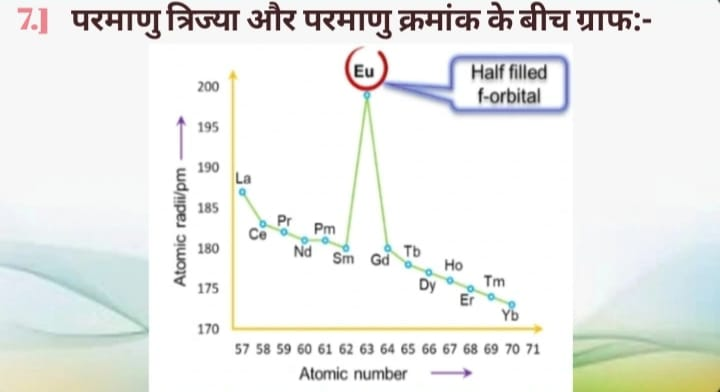 7.] परमाणु त्रिज्या और परमाणु क्रमांक के बीच ग्राफ:-
Eu
Half filled
f-orbital
200
195
190
185
180
175
170
Atomic radii/pm
La
Ce
Pr
Nd
Pm
Sm
Gd
Tb
Dy
Ho
Er
Tm
Yb
57 58 59 60 61 62 63 64 65 66 67 68 69 70 71
Atomic number